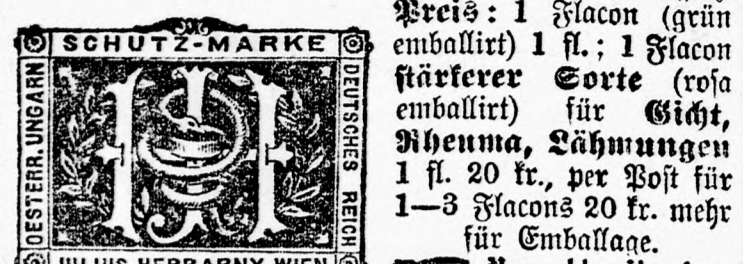 SCHUTZ-MARKE
OESTERR. UNGARN
DEUTSCHES REICH
JULIUS HERBABNY WIEN
Preis: 1 Flacon (grün
emballirt) 1 fl.; 1 Flacon
stärkerer Sorte (rosa
emballirt) für Gicht,
Rheuma, Lähmungen
1 fl. 20 kr., per Post für
1—3 Flacons 20 kr. mehr
für Emballage.